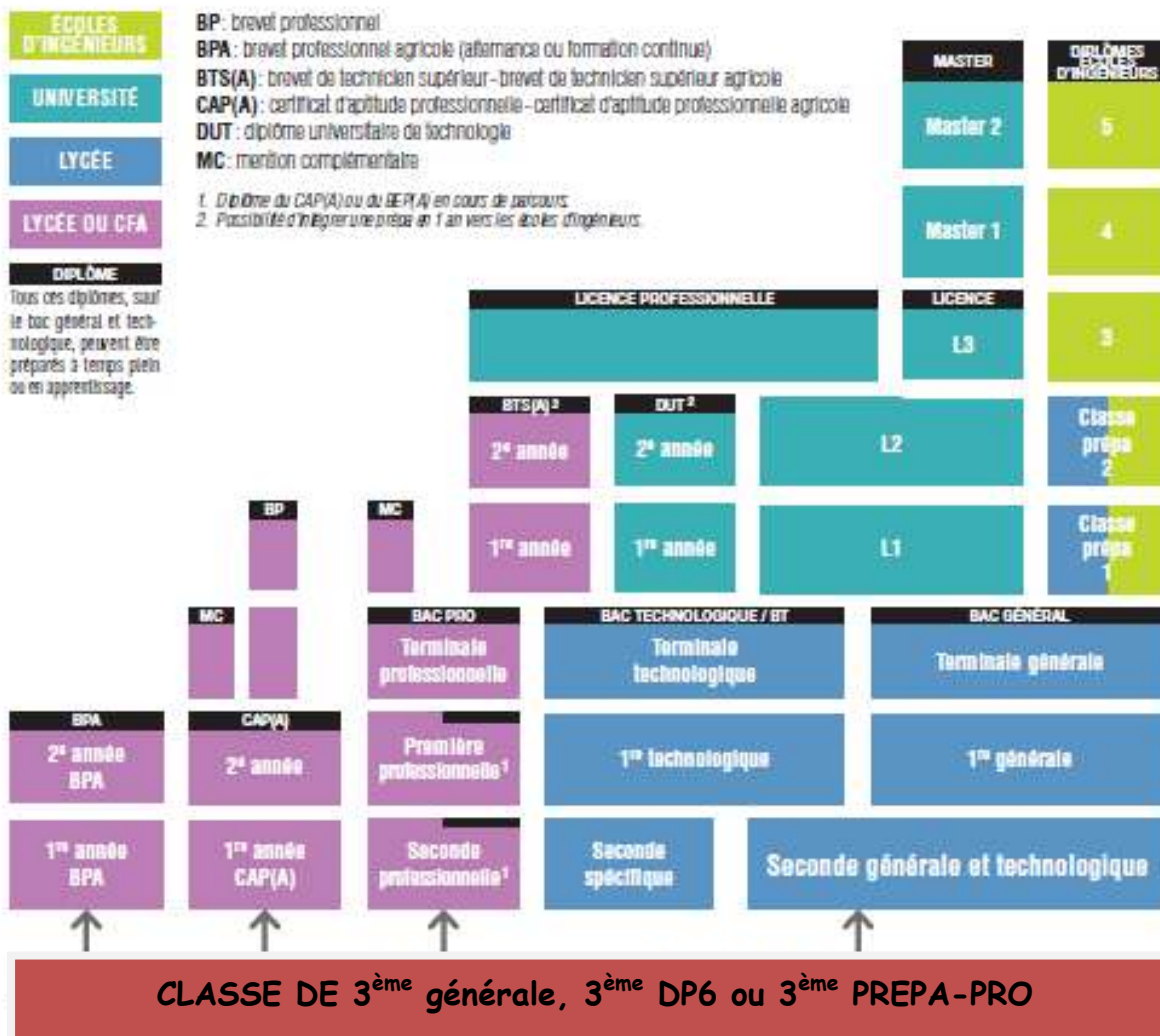 ÉCOLES
D'INGÉNIEURS
UNIVERSITÉ
LYCÉE
LYCÉE OU CFA
DIPLÔME
Tous ces diplômes, sauf
le bac général et tech-
nologique, peuvent être
préparés à temps plein
ou en apprentissage.
BP : brevet professionnel
BPA : brevet professionnel agricole (alternance ou formation continue)
BTS(A) : brevet de technicien supérieur - brevet de technicien supérieur agricole
CAP(A) : certificat d'aptitude professionnelle - certificat d'aptitude professionnelle agricole
DUT : diplôme universitaire de technologie
MC : mention complémentaire
1. Diplôme du CAP(A) ou du BEP(A) en cours de parcours.
2. Possibilité d'intégrer une prépa en 1 an vers les écoles d'ingénieurs.
MASTER
Master 2
Master 1
DIPLÔMES
ÉCOLES
D'INGÉNIEURS
5
4
3
LICENCE PROFESSIONNELLE
LICENCE
L3
BTS(A) ²
2e année
1re année
DUT ²
2e année
1re année
L2
L1
Classe
prépa
2
Classe
prépa
1
BP
MC
MC
BAC PRO
Terminale
professionnelle
BAC TECHNOLOGIQUE / BT
Terminale
technologique
BAC GÉNÉRAL
Terminale générale
BPA
2e année
BPA
CAP(A)
2e année
Première
professionnelle¹
1re technologique
1re générale
1re année
BPA
1re année
CAP(A)
Seconde
professionnelle¹
Seconde
spécifique
Seconde générale et technologique
CLASSE DE 3ème générale, 3ème DP6 ou 3ème PREPA-PRO